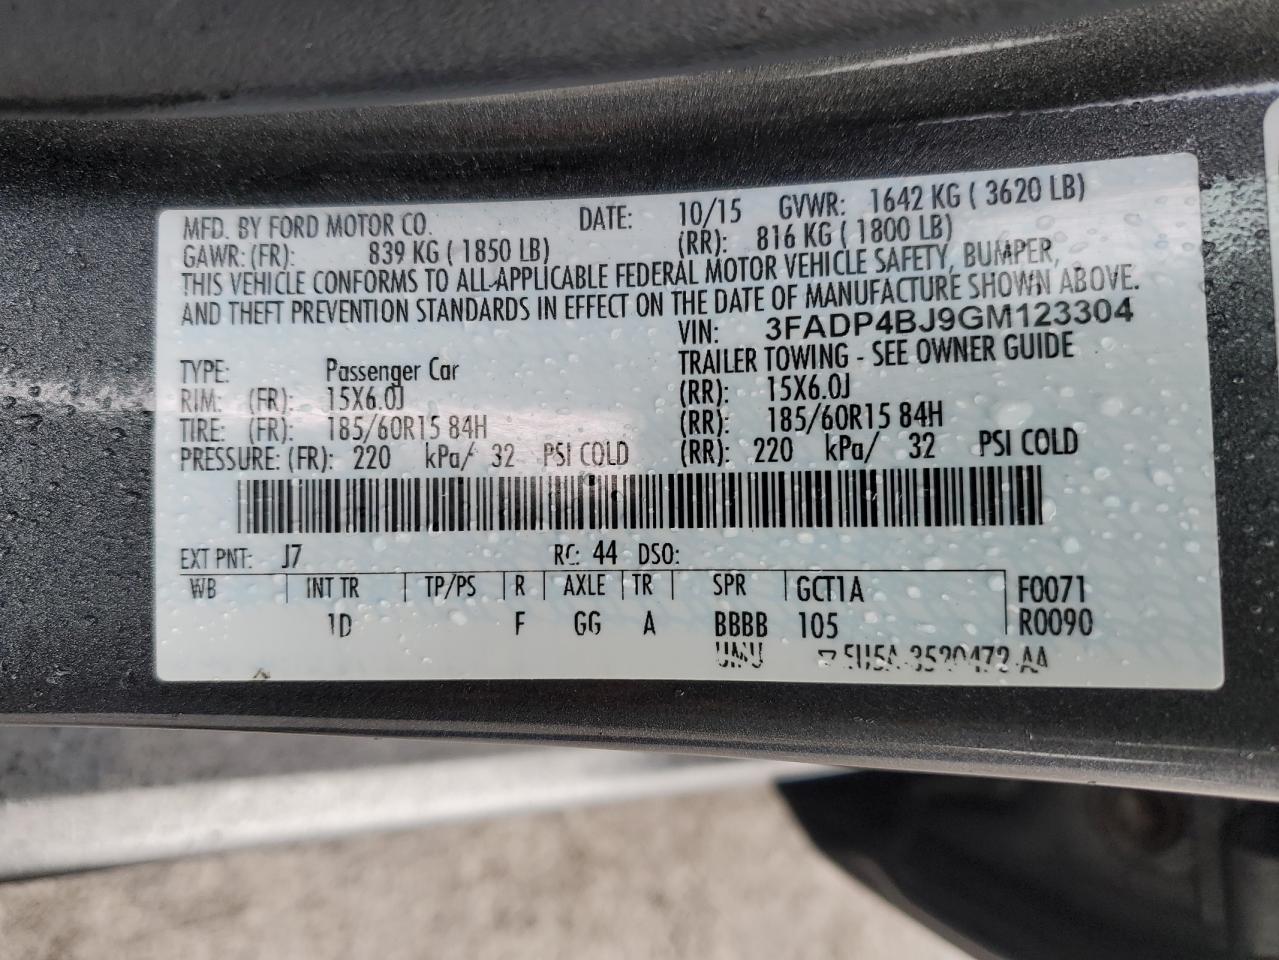 MFD. BY FORD MOTOR CO. DATE: 10/15 GVWR: 1642 KG ( 3620 LB)
GAWR: (FR): 839 KG ( 1850 LB) (RR): 816 KG ( 1800 LB)
THIS VEHICLE CONFORMS TO ALL APPLICABLE FEDERAL MOTOR VEHICLE SAFETY, BUMPER,
AND THEFT PREVENTION STANDARDS IN EFFECT ON THE DATE OF MANUFACTURE SHOWN ABOVE.
VIN: 3FADP4BJ9GM123304
TYPE: Passenger Car TRAILER TOWING - SEE OWNER GUIDE
RIM: (FR): 15X6.0J (RR): 15X6.0J
TIRE: (FR): 185/60R15 84H (RR): 185/60R15 84H
PRESSURE: (FR): 220 kPa/ 32 PSI COLD (RR): 220 kPa/ 32 PSI COLD
EXT PNT: J7 RC: 44 DSO:
WB INT TR TP/PS R AXLE TR SPR GCT1A F0071
1D F GG A BBBB 105 R0090